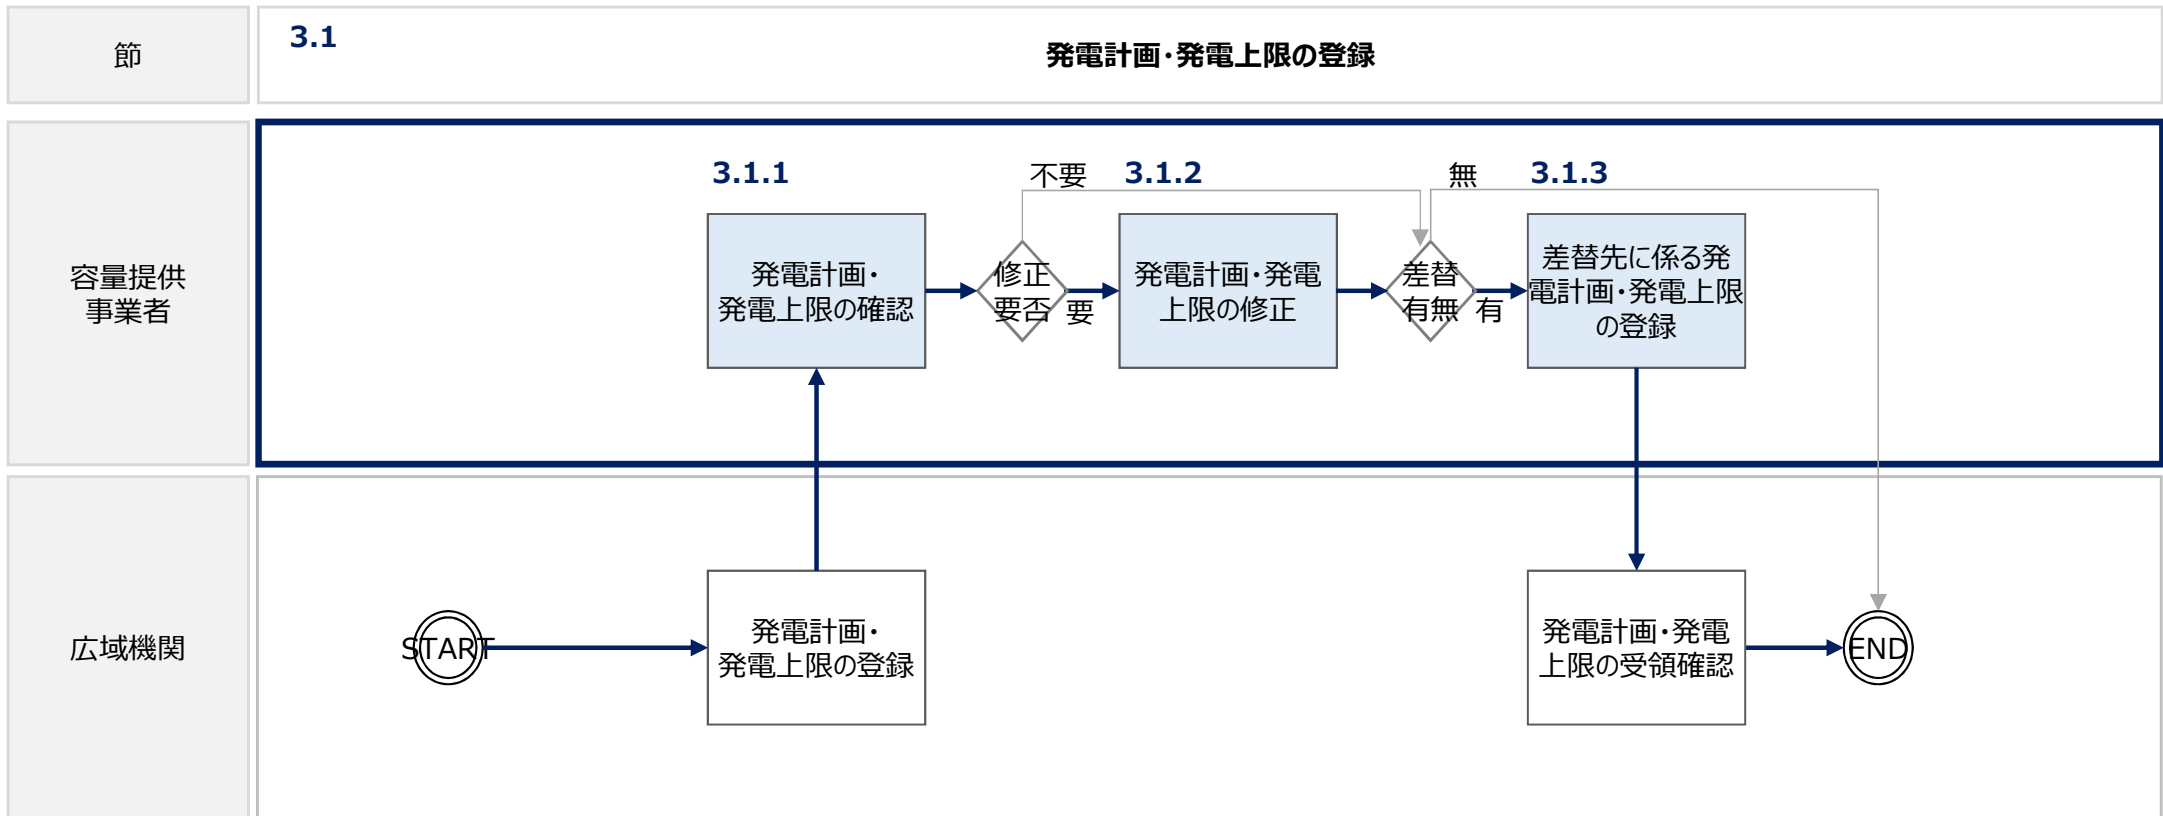 節
3.1
発電計画・発電上限の登録
容量提供
事業者
3.1.1
不要
3.1.2
無
3.1.3
発電計画・
発電上限の確認
修正
要否
要
発電計画・発電
上限の修正
差替
有無
有
差替先に係る発
電計画・発電上限
の登録
広域機関
START
発電計画・
発電上限の登録
発電計画・発電
上限の受領確認
END